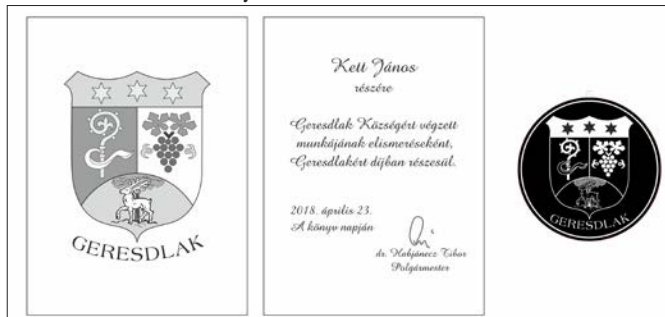 GERESDLAK
Kett János
részére
Geresdlak Községért végzett
munkájának elismeréseként,
Geresdlakért díjban részesül.
2018. április 23.
A könyv napján
dr. Habjánecz Tibor
Polgármester
GERESDLAK